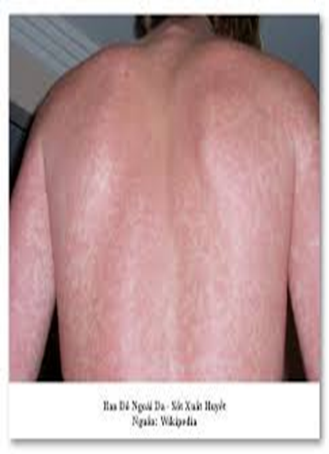 Ban Đỏ Ngoài Da - Sốt Xuất Huyết
Nguồn: Wikipedia